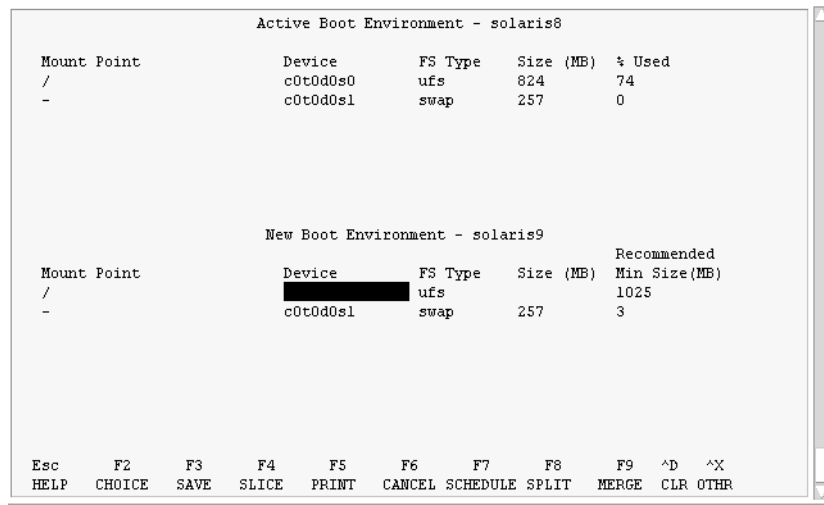 Active Boot Environment - solaris8
Mount Point Device FS Type Size (MB) % Used
/ c0t0d0s0 ufs 824 74
- c0t0d0s1 swap 257 0
New Boot Environment - solaris9
Recommended
Mount Point Device FS Type Size (MB) Min Size(MB)
/ ufs 1025
- c0t0d0s1 swap 257 3
Esc F2 F3 F4 F5 F6 F7 F8 F9 ^D ^X
HELP CHOICE SAVE SLICE PRINT CANCEL SCHEDULE SPLIT MERGE CLR OTHR